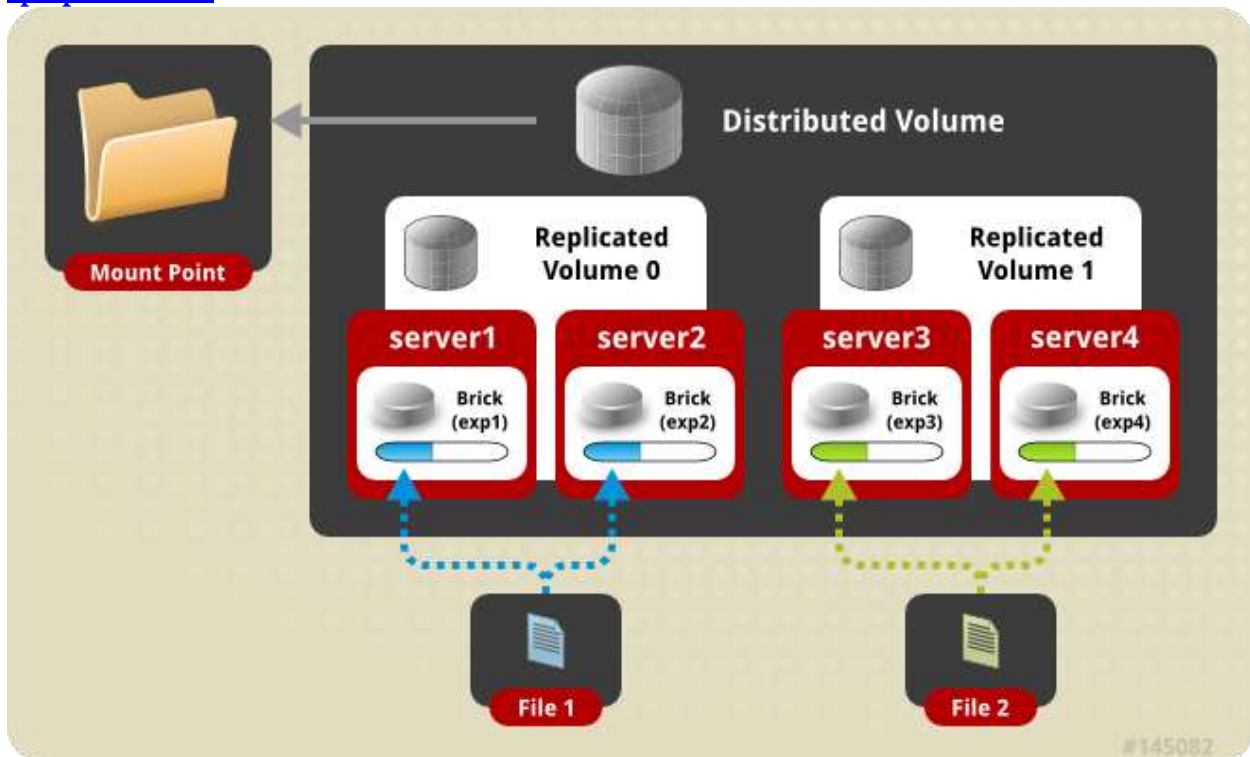 Distributed Volume
Mount Point
Replicated
Volume 0
Replicated
Volume 1
server1
server2
server3
server4
Brick
(exp1)
Brick
(exp2)
Brick
(exp3)
Brick
(exp4)
File 1
File 2
#145082